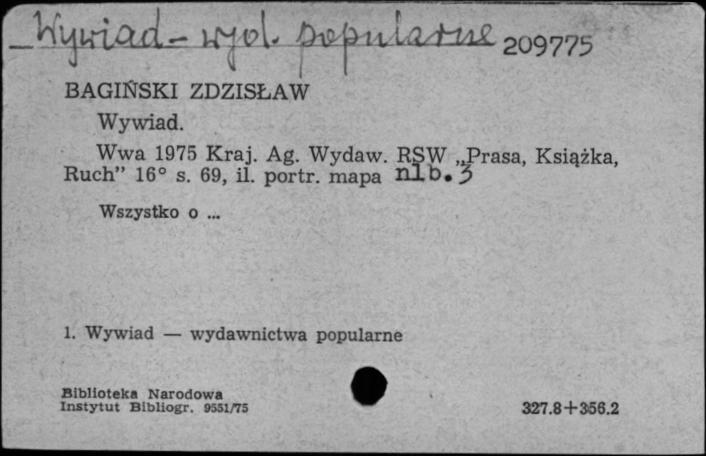 Wywiad - wyd. popularne 209775
BAGIŃSKI ZDZISŁAW
Wywiad.
Wwa 1975 Kraj. Ag. Wydaw. RSW „Prasa, Książka,
Ruch” 16° s. 69, il. portr. mapa nlb. 3
Wszystko o ...
1. Wywiad — wydawnictwa popularne
Biblioteka Narodowa
Instytut Bibliogr. 9551/75
327.8+356.2